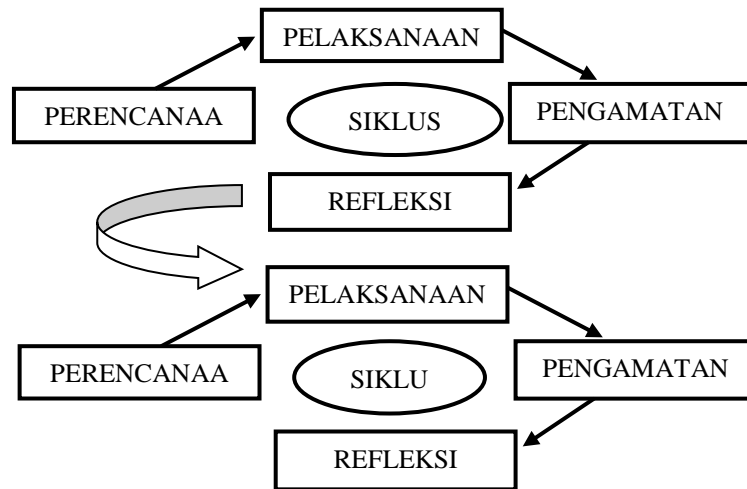 PELAKSANAAN
PERENCANAA
SIKLUS
PENGAMATAN
REFLEKSI
PELAKSANAAN
PERENCANAA
SIKLU
PENGAMATAN
REFLEKSI